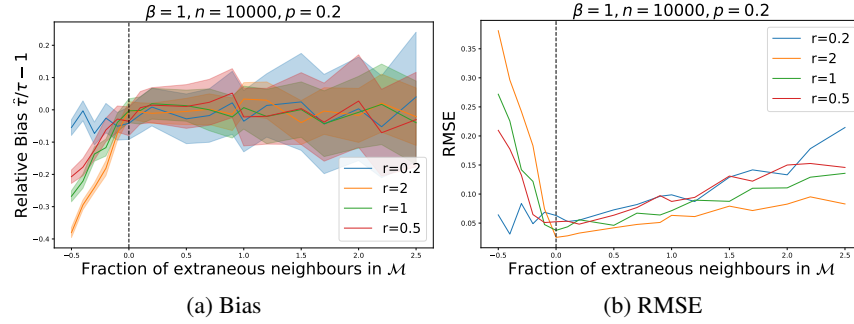 β = 1, n = 10000, p = 0.2
Relative Bias τ̂/τ − 1
0.2
0.1
0.0
−0.1
−0.2
−0.3
−0.4
r=0.2
r=2
r=1
r=0.5
−0.5 0.0 0.5 1.0 1.5 2.0 2.5
Fraction of extraneous neighbours in ℳ
(a) Bias
β = 1, n = 10000, p = 0.2
RMSE
0.35
0.30
0.25
0.20
0.15
0.10
0.05
r=0.2
r=2
r=1
r=0.5
−0.5 0.0 0.5 1.0 1.5 2.0 2.5
Fraction of extraneous neighbours in ℳ
(b) RMSE